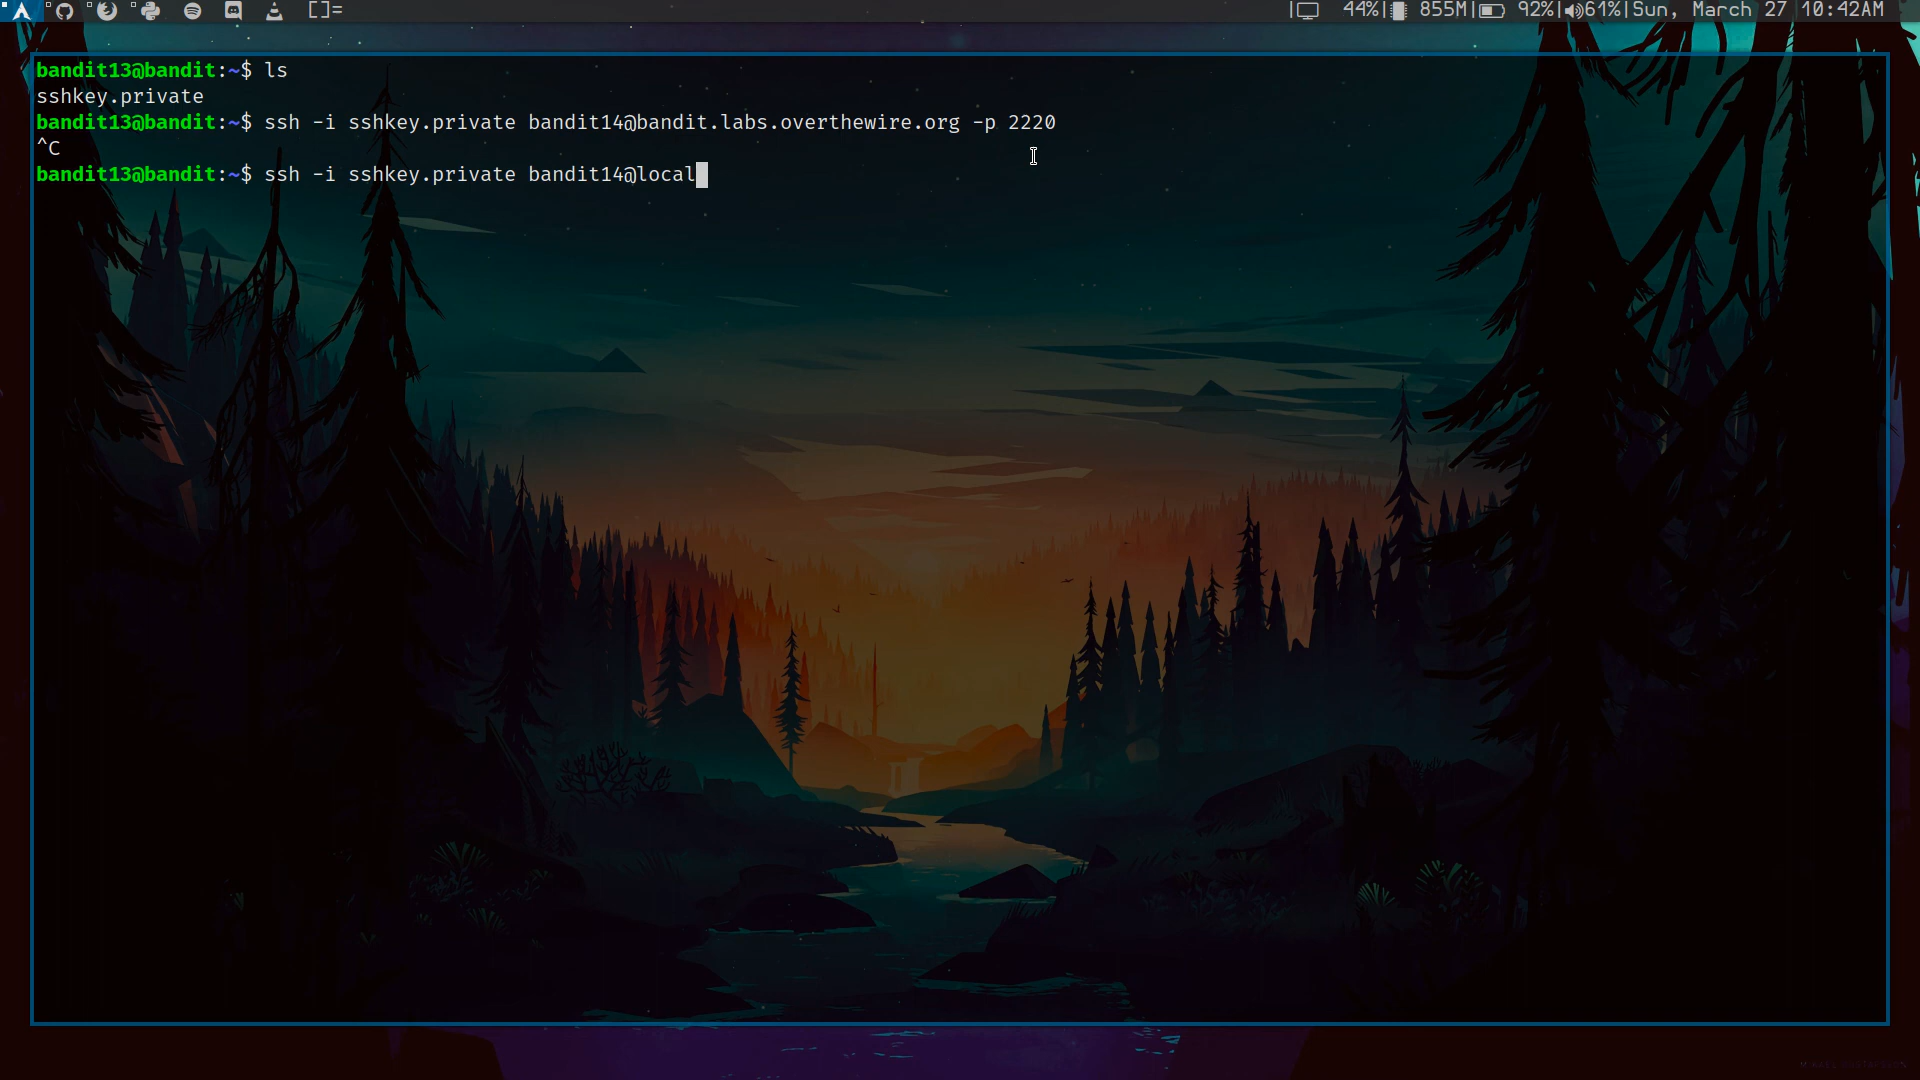 []= | 44%| 855M| 92%| 61%|Sun, March 27 |10:42AM
bandit13@bandit:~$ ls
sshkey.private
bandit13@bandit:~$ ssh -i sshkey.private bandit14@bandit.labs.overthewire.org -p 2220
^C
bandit13@bandit:~$ ssh -i sshkey.private bandit14@local